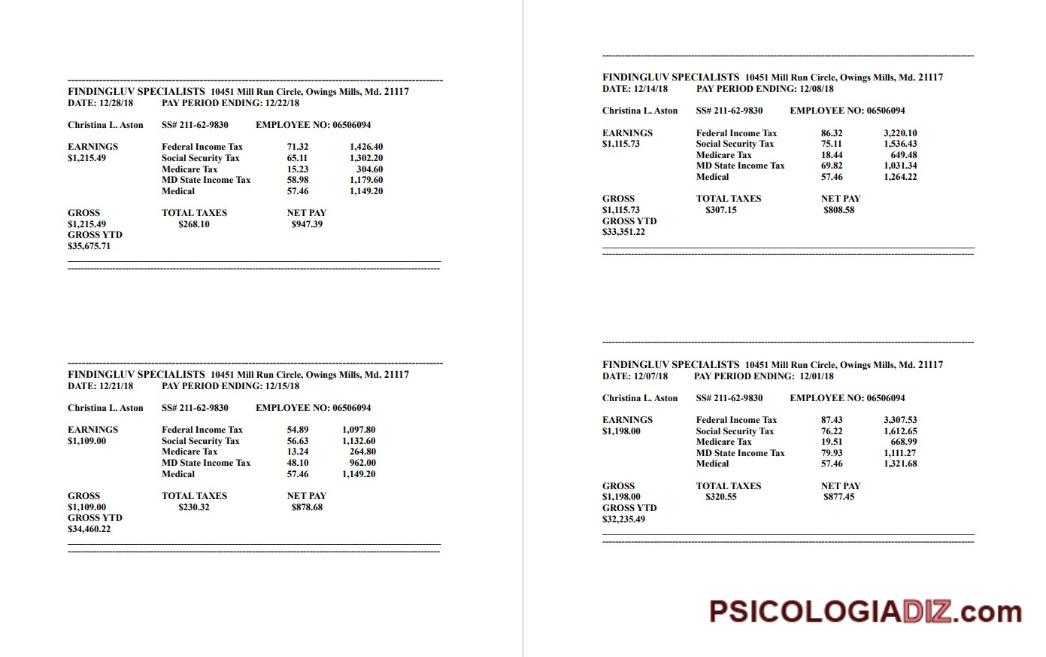 FINDINGLUV SPECIALISTS 10451 Mill Run Circle, Owings Mills, Md. 21117
DATE: 12/28/18 PAY PERIOD ENDING: 12/22/18
Christina L. Aston SS# 211-62-9830 EMPLOYEE NO: 06506094
EARNINGS Federal Income Tax 71.32 1,426.40
$1,215.49 Social Security Tax 65.11 1,302.20
Medicare Tax 15.23 304.60
MD State Income Tax 58.98 1,179.60
Medical 57.46 1,149.20
GROSS TOTAL TAXES NET PAY
$1,215.49 $268.10 $947.39
GROSS YTD
$35,675.71
FINDINGLUV SPECIALISTS 10451 Mill Run Circle, Owings Mills, Md. 21117
DATE: 12/21/18 PAY PERIOD ENDING: 12/15/18
Christina L. Aston SS# 211-62-9830 EMPLOYEE NO: 06506094
EARNINGS Federal Income Tax 54.89 1,097.80
$1,109.00 Social Security Tax 56.63 1,132.60
Medicare Tax 13.24 264.80
MD State Income Tax 48.10 962.00
Medical 57.46 1,149.20
GROSS TOTAL TAXES NET PAY
$1,109.00 $230.32 $878.68
GROSS YTD
$34,460.22
FINDINGLUV SPECIALISTS 10451 Mill Run Circle, Owings Mills, Md. 21117
DATE: 12/14/18 PAY PERIOD ENDING: 12/08/18
Christina L. Aston SS# 211-62-9830 EMPLOYEE NO: 06506094
EARNINGS Federal Income Tax 86.32 3,220.10
$1,115.73 Social Security Tax 75.11 1,536.43
Medicare Tax 18.44 649.48
MD State Income Tax 69.82 1,031.34
Medical 57.46 1,264.22
GROSS TOTAL TAXES NET PAY
$1,115.73 $307.15 $808.58
GROSS YTD
$33,351.22
FINDINGLUV SPECIALISTS 10451 Mill Run Circle, Owings Mills, Md. 21117
DATE: 12/07/18 PAY PERIOD ENDING: 12/01/18
Christina L. Aston SS# 211-62-9830 EMPLOYEE NO: 06506094
EARNINGS Federal Income Tax 87.43 3,307.53
$1,198.00 Social Security Tax 76.22 1,612.65
Medicare Tax 19.51 668.99
MD State Income Tax 79.93 1,111.27
Medical 57.46 1,321.68
GROSS TOTAL TAXES NET PAY
$1,198.00 $320.55 $877.45
GROSS YTD
$32,235.49
PSICOLOGIADIZ.com